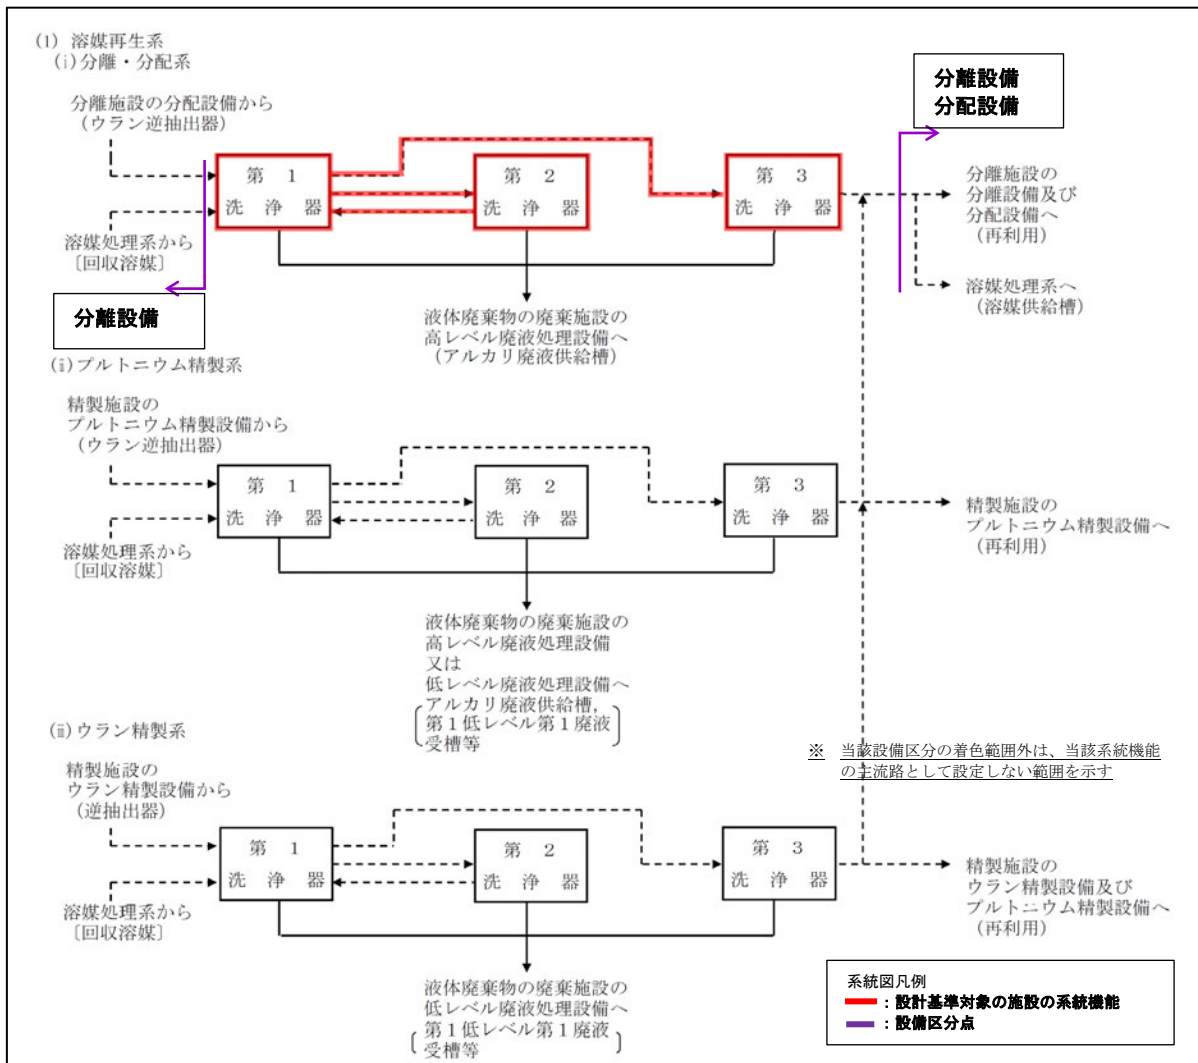 (1) 溶媒再生系
(ⅰ)分離・分配系
分離施設の分配設備から
(ウラン逆抽出器)
溶媒処理系から
〔回収溶媒〕
第 1
洗 浄 器
第 2
洗 浄 器
第 3
洗 浄 器
分離設備
分配設備
分離施設の
分離設備及び
分配設備へ
(再利用)
溶媒処理系へ
(溶媒供給槽)
分離設備
液体廃棄物の廃棄施設の
高レベル廃液処理設備へ
(アルカリ廃液供給槽)
(ⅱ)プルトニウム精製系
精製施設の
プルトニウム精製設備から
(ウラン逆抽出器)
溶媒処理系から
〔回収溶媒〕
第 1
洗 浄 器
第 2
洗 浄 器
第 3
洗 浄 器
精製施設の
プルトニウム精製設備へ
(再利用)
液体廃棄物の廃棄施設の
高レベル廃液処理設備
又は
低レベル廃液処理設備へ
アルカリ廃液供給槽,
第1低レベル第1廃液
受槽等
(ⅲ)ウラン精製系
※ 当該設備区分の着色範囲外は、当該系統機能
の主流路として設定しない範囲を示す
精製施設の
ウラン精製設備から
(逆抽出器)
溶媒処理系から
〔回収溶媒〕
第 1
洗 浄 器
第 2
洗 浄 器
第 3
洗 浄 器
精製施設の
ウラン精製設備及び
プルトニウム精製設備へ
(再利用)
液体廃棄物の廃棄施設の
低レベル廃液処理設備へ
第1低レベル第1廃液
受槽等
系統図凡例
:設計基準対象の施設の系統機能
:設備区分点